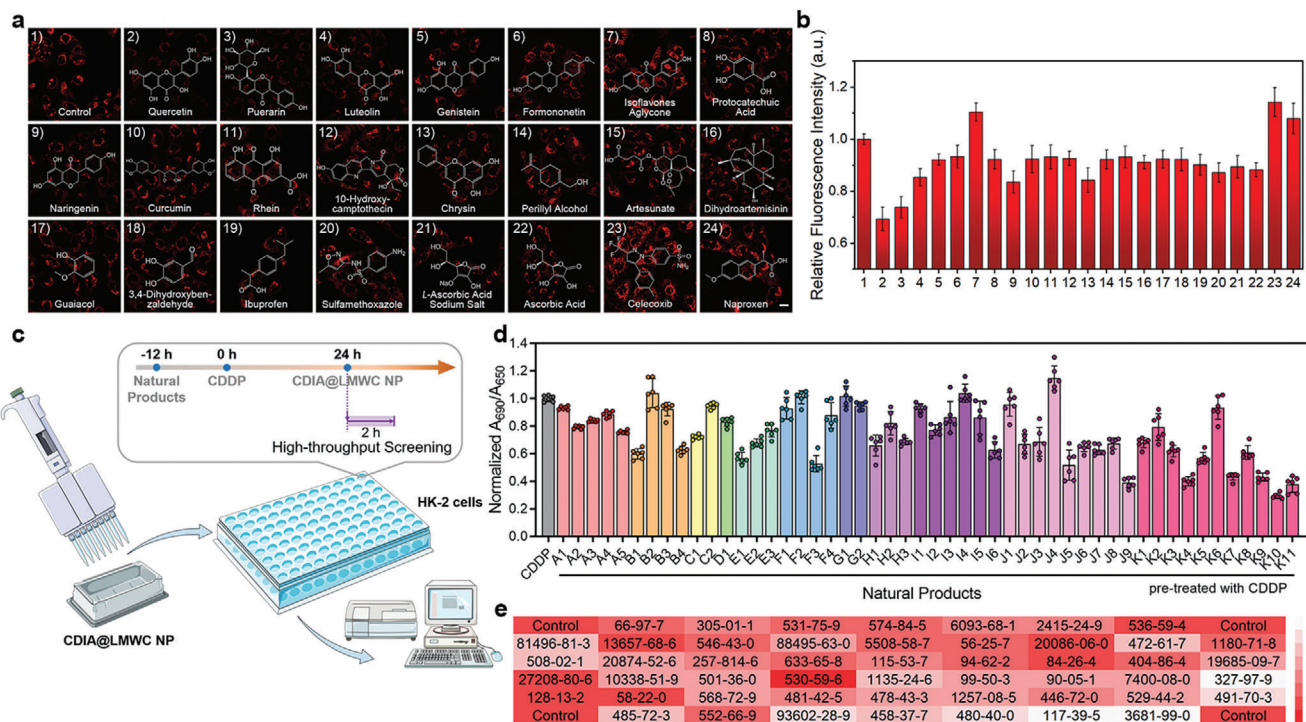 a
1)
2)
3)
4)
5)
6)
7)
8)
Control
Quercetin
Puerarin
Luteolin
Genistein
Formononetin
Isoflavones
Aglycone
Protocatechuic
Acid
9)
10)
11)
12)
13)
14)
15)
16)
Naringenin
Curcumin
Rhein
10-Hydroxy-
camptothecin
Chrysin
Perillyl Alcohol
Artesunate
Dihydroartemisinin
17)
18)
19)
20)
21)
22)
23)
24)
Guaiacol
3,4-Dihydroxyben-
zaldehyde
Ibuprofen
Sulfamethoxazole
L-Ascorbic Acid
Sodium Salt
Ascorbic Acid
Celecoxib
Naproxen
b
Relative Fluorescence Intensity (a.u.)
1.2
1.0
0.8
0.6
1 2 3 4 5 6 7 8 9 10 11 12 13 14 15 16 17 18 19 20 21 22 23 24
c
-12 h
0 h
24 h
Natural
Products
CDDP
CDIA@LMWC NP
2 h
High-throughput Screening
HK-2 cells
CDIA@LMWC NP
d
Normalized A690/A650
1.4
1.2
1.0
0.8
0.6
0.4
0.2
0.0
CDDP A1 A2 A3 A4 A5 B1 B2 B3 B4 C1 C2 D1 E1 E2 E3 F1 F2 F3 F4 G1 G2 H1 H2 H3 I1 I2 I3 I4 I5 I6 J1 J2 J3 J4 J5 J6 J7 J8 J9 K1 K2 K3 K4 K5 K6 K7 K8 K9 K10 K11
Natural Products
pre-treated with CDDP
e
Control 66-97-7 305-01-1 531-75-9 574-84-5 6093-68-1 2415-24-9 536-59-4 Control
81496-81-3 13657-68-6 546-43-0 88495-63-0 5508-58-7 56-25-7 20086-06-0 472-61-7 1180-71-8
508-02-1 20874-52-6 257-814-6 633-65-8 115-53-7 94-62-2 84-26-4 404-86-4 19685-09-7
27208-80-6 10338-51-9 501-36-0 530-59-6 1135-24-6 99-50-3 90-05-1 7400-08-0 327-97-9
128-13-2 58-22-0 568-72-9 481-42-5 478-43-3 1257-08-5 446-72-0 529-44-2 491-70-3
Control 485-72-3 552-66-9 93602-28-9 458-37-7 480-40-0 117-39-5 3681-99-0 Control